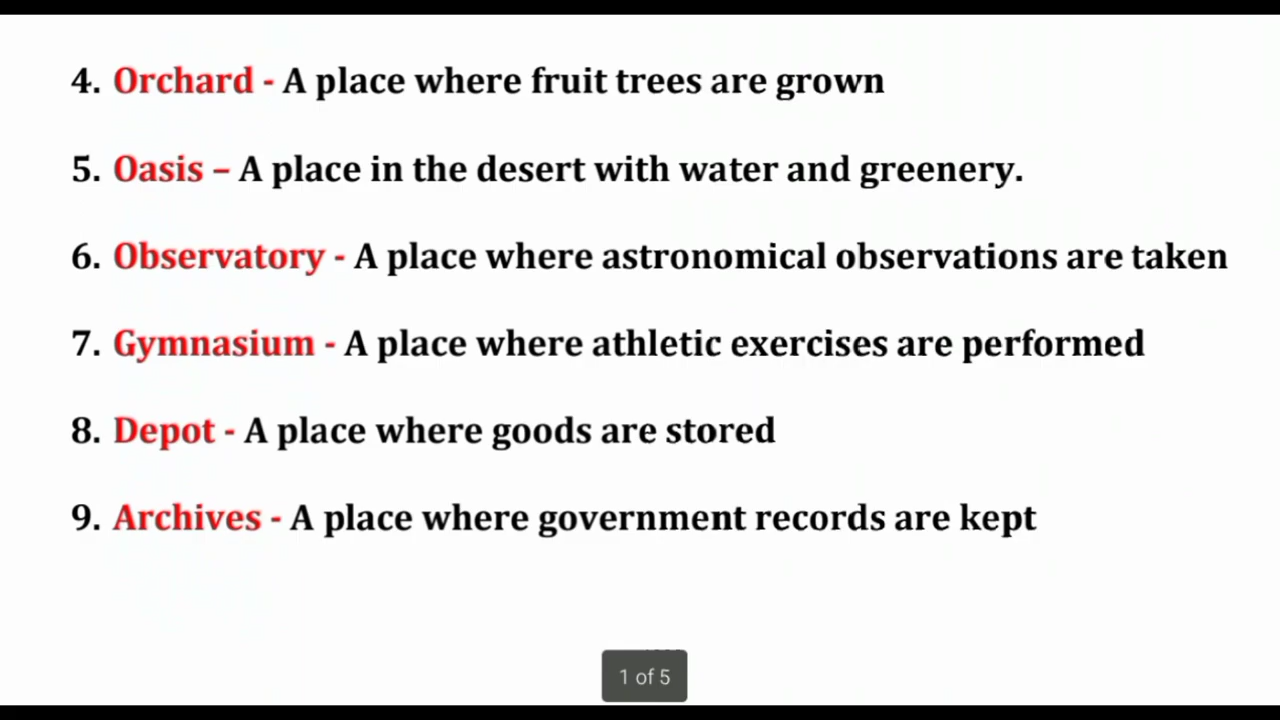 4. Orchard - A place where fruit trees are grown
5. Oasis – A place in the desert with water and greenery.
6. Observatory - A place where astronomical observations are taken
7. Gymnasium - A place where athletic exercises are performed
8. Depot - A place where goods are stored
9. Archives - A place where government records are kept
1 of 5